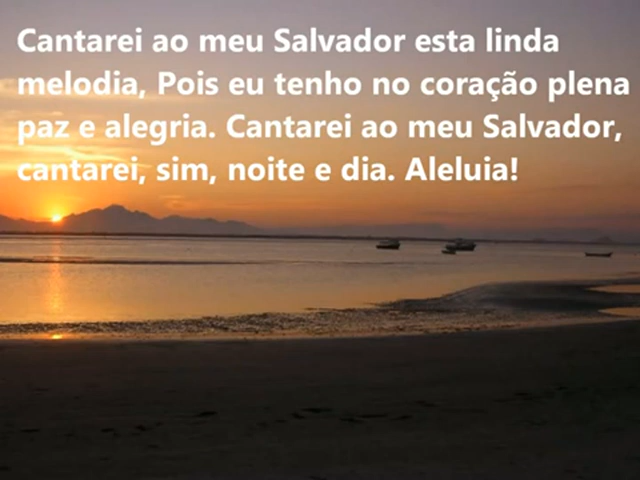 Cantarei ao meu Salvador esta linda
melodia, Pois eu tenho no coração plena
paz e alegria. Cantarei ao meu Salvador,
cantarei, sim, noite e dia. Aleluia!